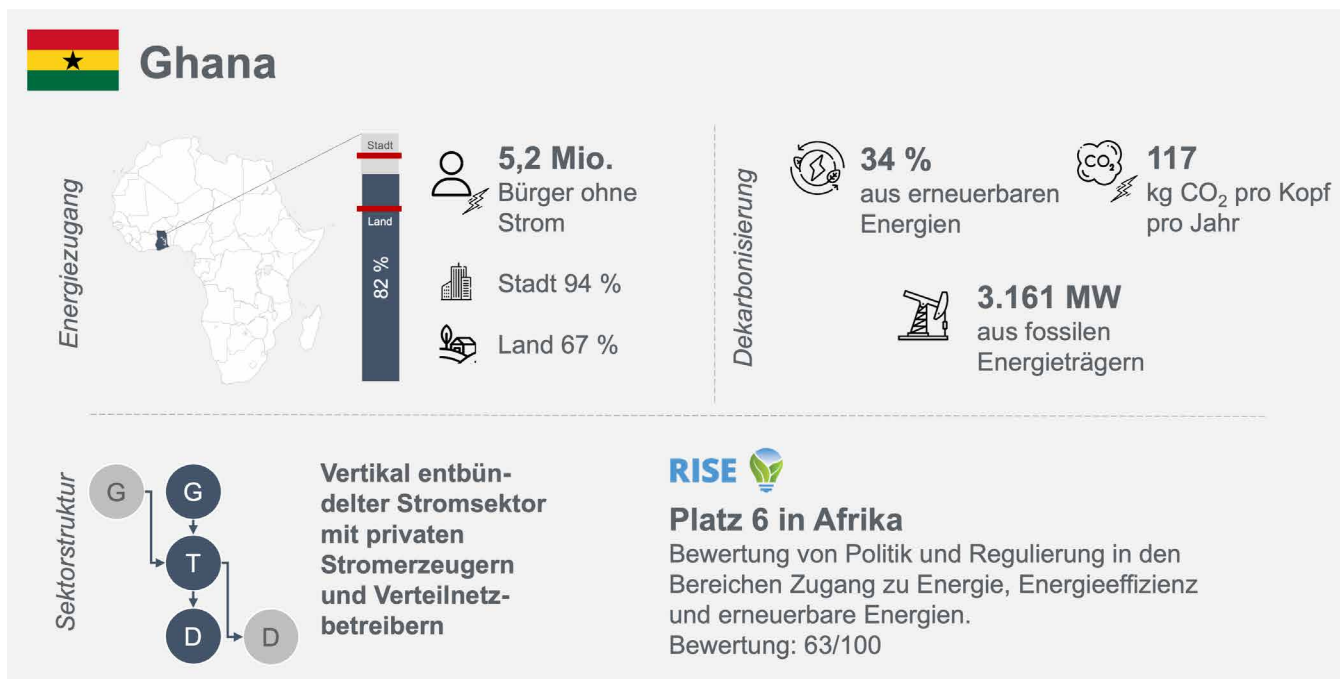 Ghana
Energiezugang
Stadt
Land
82 %
5,2 Mio.
Bürger ohne
Strom
Stadt 94 %
Land 67 %
Dekarbonisierung
34 %
aus erneuerbaren
Energien
CO₂
117
kg CO₂ pro Kopf
pro Jahr
3.161 MW
aus fossilen
Energieträgern
Sektorstruktur
G
G
T
D
D
Vertikal entbün-
delter Stromsektor
mit privaten
Stromerzeugern
und Verteilnetz-
betreibern
RISE
Platz 6 in Afrika
Bewertung von Politik und Regulierung in den
Bereichen Zugang zu Energie, Energieeffizienz
und erneuerbare Energien.
Bewertung: 63/100